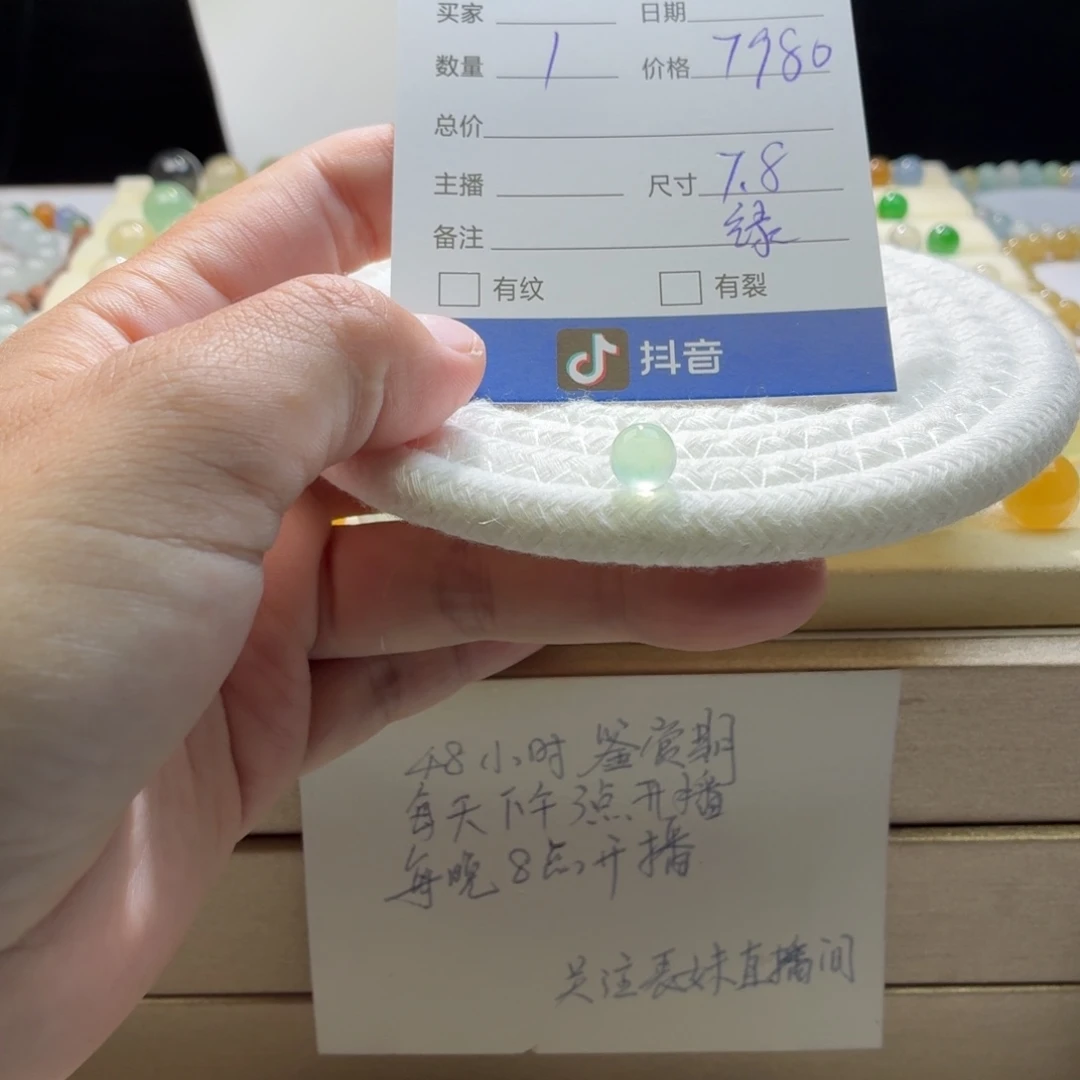 买家 日期
数量 1 价格 7980
总价
主播 尺寸 7.8
备注 绿
有纹 有裂
抖音
48小时 鉴赏期
每天下午3点开播
每晚8点开播
关注表妹直播间